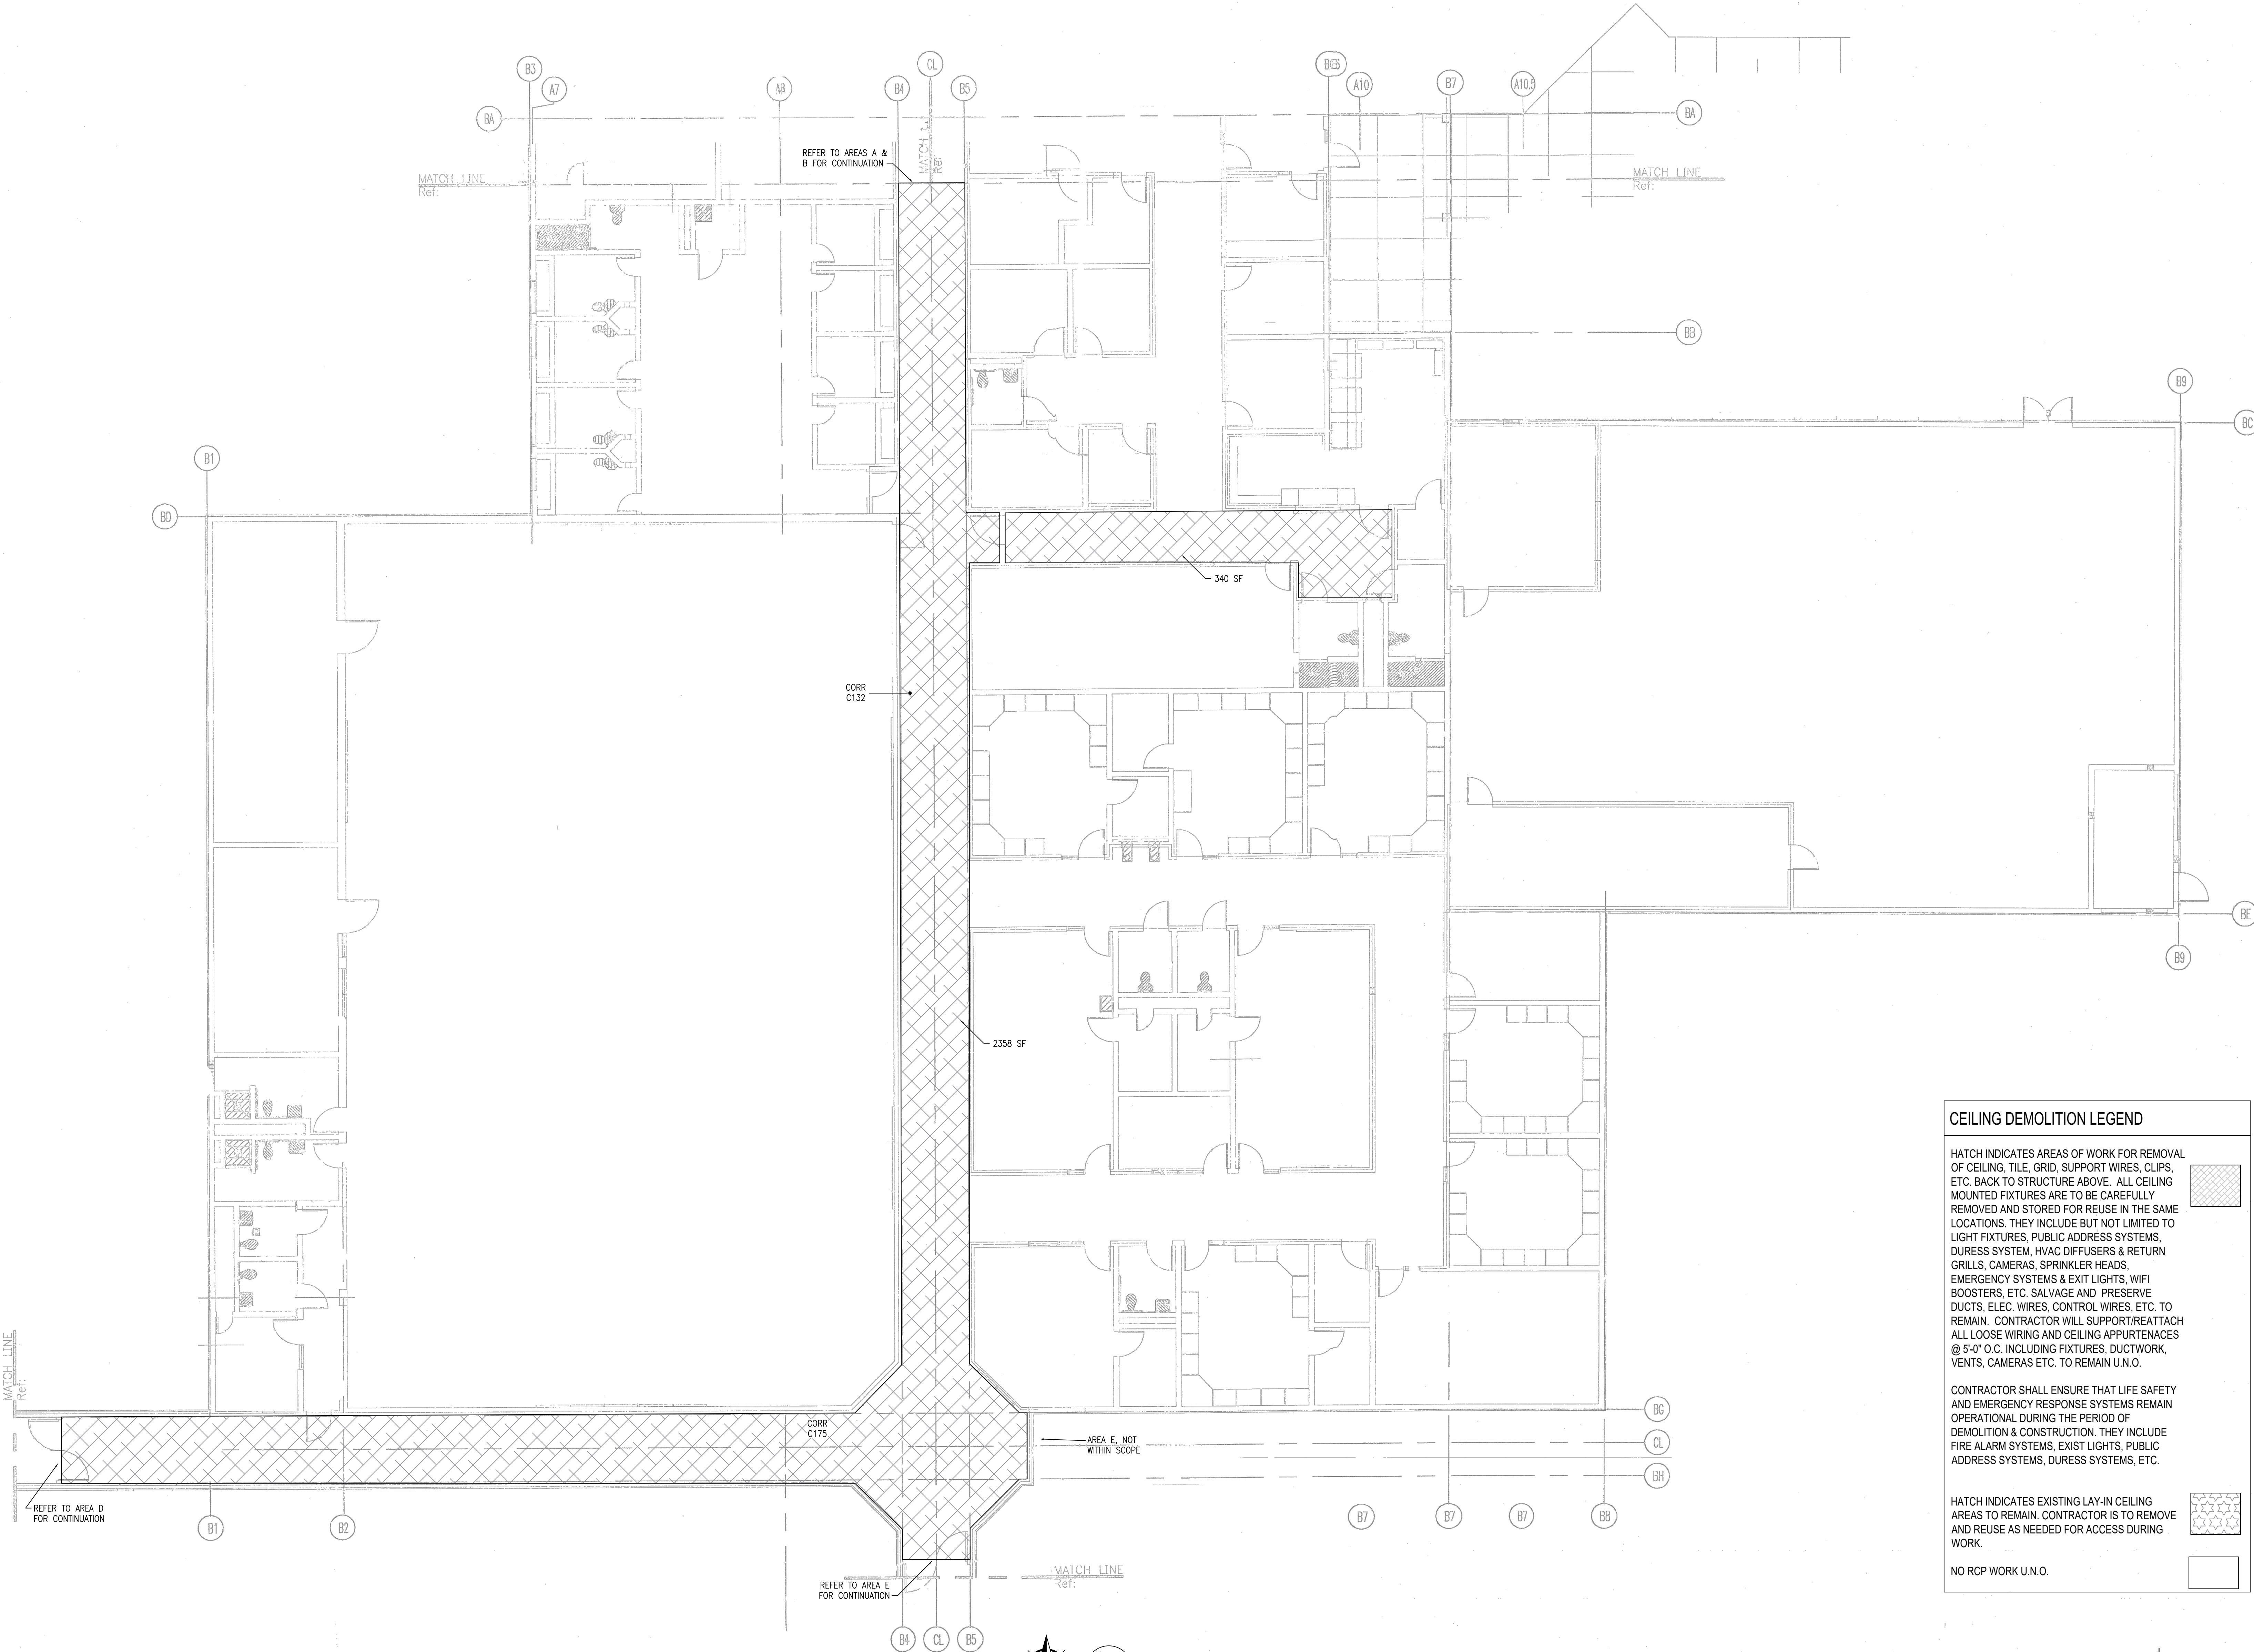 B3
A7
A8
B4
CL
B5
A10
B7
A10.5
BA
BA
REFER TO AREAS A &
B FOR CONTINUATION
MATCH LINE
Ref:
MATCH LINE
Ref:
MATCH LINE
Ref:
BB
B9
BC
B1
BD
340 SF
CORR
C132
BE
B9
2358 SF
CEILING DEMOLITION LEGEND
HATCH INDICATES AREAS OF WORK FOR REMOVAL
OF CEILING, TILE, GRID, SUPPORT WIRES, CLIPS,
ETC. BACK TO STRUCTURE ABOVE. ALL CEILING
MOUNTED FIXTURES ARE TO BE CAREFULLY
REMOVED AND STORED FOR REUSE IN THE SAME
LOCATIONS. THEY INCLUDE BUT NOT LIMITED TO
LIGHT FIXTURES, PUBLIC ADDRESS SYSTEMS,
DURESS SYSTEM, HVAC DIFFUSERS & RETURN
GRILLS, CAMERAS, SPRINKLER HEADS,
EMERGENCY SYSTEMS & EXIT LIGHTS, WIFI
BOOSTERS, ETC. SALVAGE AND PRESERVE
DUCTS, ELEC. WIRES, CONTROL WIRES, ETC. TO
REMAIN. CONTRACTOR WILL SUPPORT/REATTACH
ALL LOOSE WIRING AND CEILING APPURTENACES
@ 5'-0" O.C. INCLUDING FIXTURES, DUCTWORK,
VENTS, CAMERAS ETC. TO REMAIN U.N.O.
CONTRACTOR SHALL ENSURE THAT LIFE SAFETY
AND EMERGENCY RESPONSE SYSTEMS REMAIN
OPERATIONAL DURING THE PERIOD OF
DEMOLITION & CONSTRUCTION. THEY INCLUDE
FIRE ALARM SYSTEMS, EXIST LIGHTS, PUBLIC
ADDRESS SYSTEMS, DURESS SYSTEMS, ETC.
HATCH INDICATES EXISTING LAY-IN CEILING
AREAS TO REMAIN. CONTRACTOR IS TO REMOVE
AND REUSE AS NEEDED FOR ACCESS DURING
WORK.
NO RCP WORK U.N.O.
MATCH LINE
Ref:
CORR
C175
AREA E, NOT
WITHIN SCOPE
BG
CL
BH
REFER TO AREA D
FOR CONTINUATION
B1
B2
B7
B7
B7
B8
REFER TO AREA E
FOR CONTINUATION
MATCH LINE
Ref:
B4
CL
B5